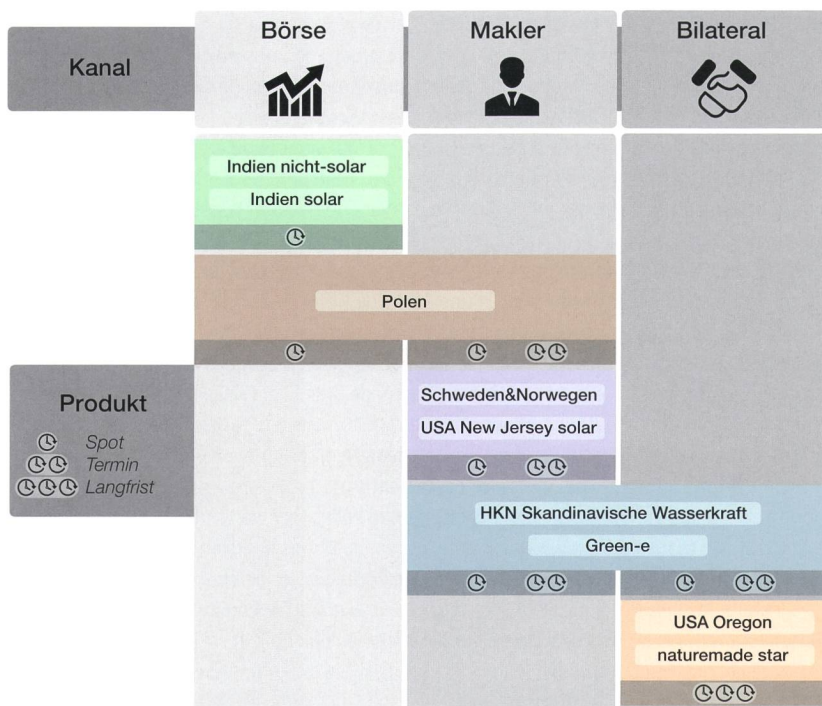 Kanal
Börse
Makler
Bilateral
Indien nicht-solar
Indien solar
Polen
Produkt
Spot
Termin
Langfrist
Schweden&Norwegen
USA New Jersey solar
HKN Skandinavische Wasserkraft
Green-e
USA Oregon
naturemade star